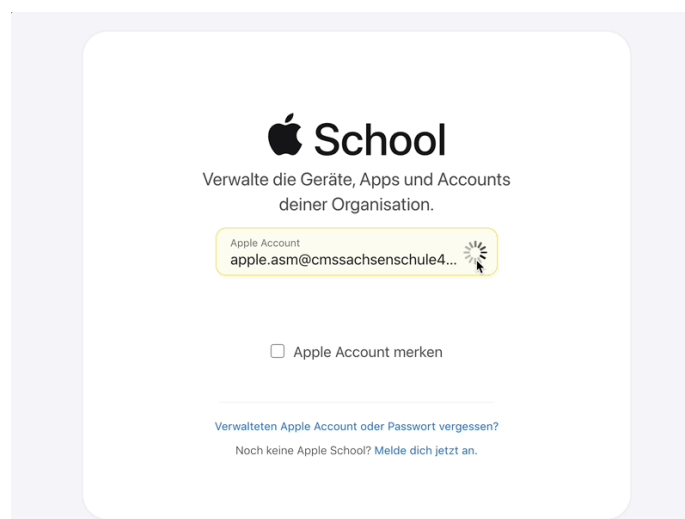 School
Verwalte die Geräte, Apps und Accounts
deiner Organisation.
Apple Account
apple.asm@cmssachsenschule4...
Apple Account merken
Verwalteten Apple Account oder Passwort vergessen?
Noch keine Apple School? Melde dich jetzt an.